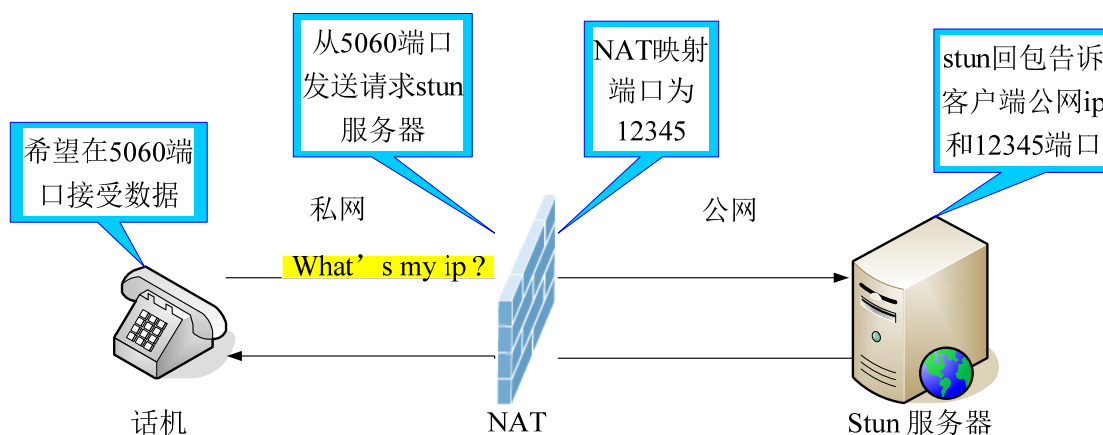 从5060端口
发送请求stun
服务器
NAT映射
端口为
12345
stun回包告诉
客户端公网ip
和12345端口
希望在5060端
口接受数据
私网
公网
What’s my ip？
话机
NAT
Stun 服务器